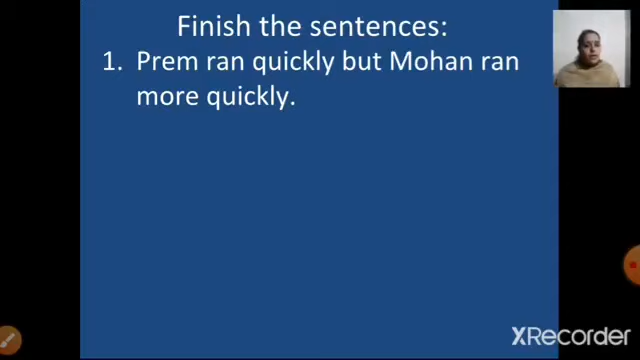 Finish the sentences:
1. Prem ran quickly but Mohan ran
more quickly.
XRecorder